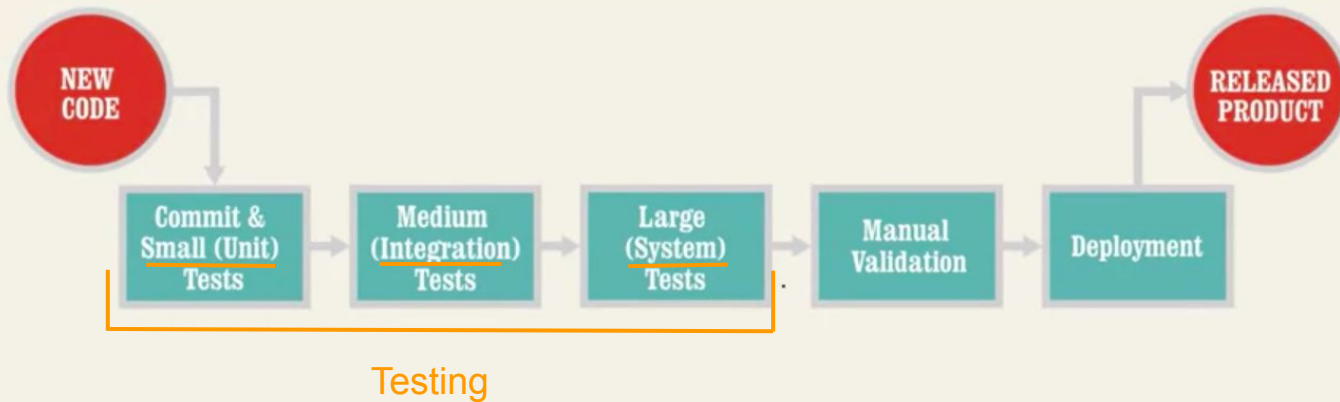 NEW
CODE
RELEASED
PRODUCT
Commit &
Small (Unit)
Tests
Medium
(Integration)
Tests
Large
(System)
Tests
Manual
Validation
Deployment
Testing